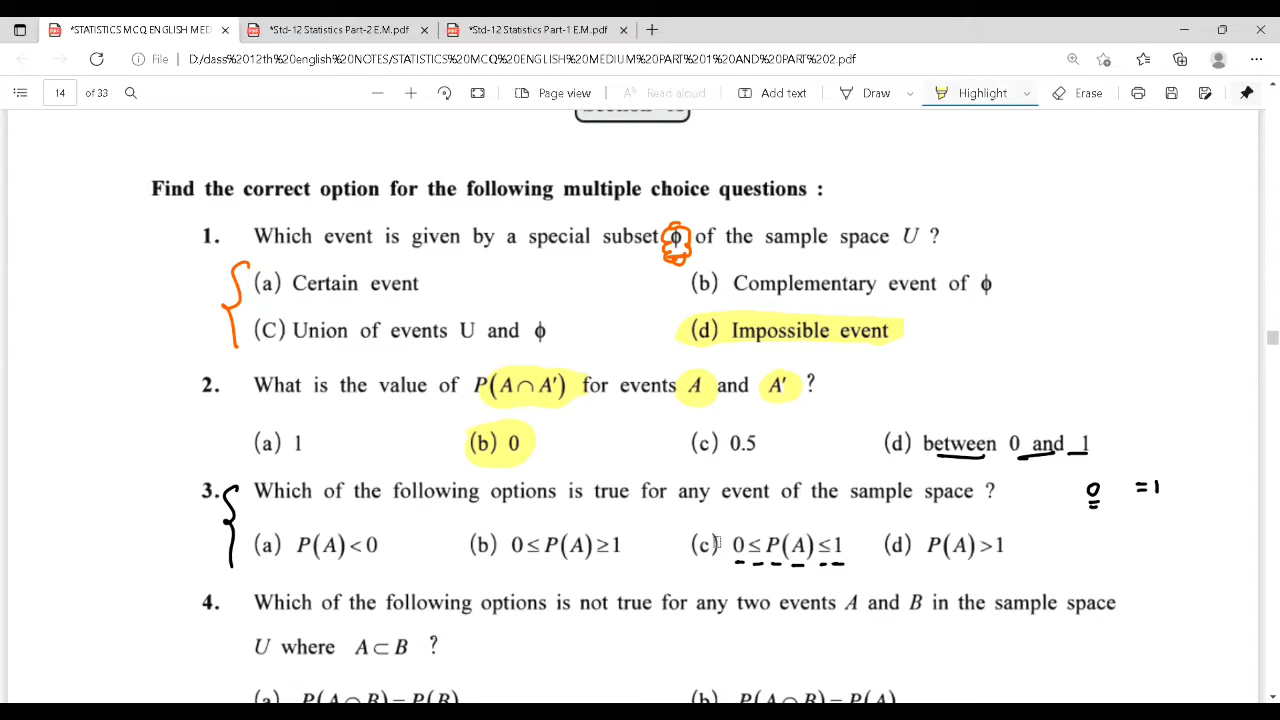 *STATISTICS MCQ ENGLISH MED
*Std-12 Statistics Part-2 E.M.pdf
*Std-12 Statistics Part-1 E.M.pdf
File D:/class%2012th%20english%20NOTES/STATISTICS%20MCQ%20ENGLISH%20MEDIUM%20PART%201%20AND%20PART%202.pdf
14 of 33 Page view Read aloud Add text Draw Highlight Erase
Find the correct option for the following multiple choice questions :
1. Which event is given by a special subset ϕ of the sample space U ?
(a) Certain event (b) Complementary event of ϕ
(C) Union of events U and ϕ (d) Impossible event
2. What is the value of P(A∩A′) for events A and A′ ?
(a) 1 (b) 0 (c) 0.5 (d) between 0 and 1
3. Which of the following options is true for any event of the sample space ? 0 =1
(a) P(A)<0 (b) 0≤P(A)≥1 (c) 0≤P(A)≤1 (d) P(A)>1
4. Which of the following options is not true for any two events A and B in the sample space
U where A⊂B ?
(a) P(A∩B)=P(B) (b) P(A∩B)=P(A)